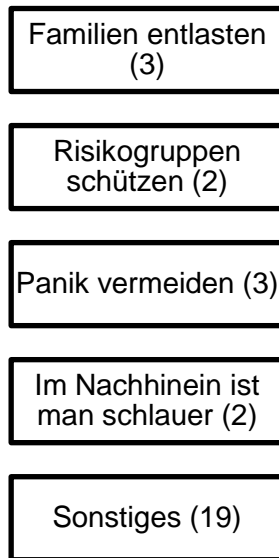 Familien entlasten
(3)
Risikogruppen
schützen (2)
Panik vermeiden (3)
Im Nachhinein ist
man schlauer (2)
Sonstiges (19)